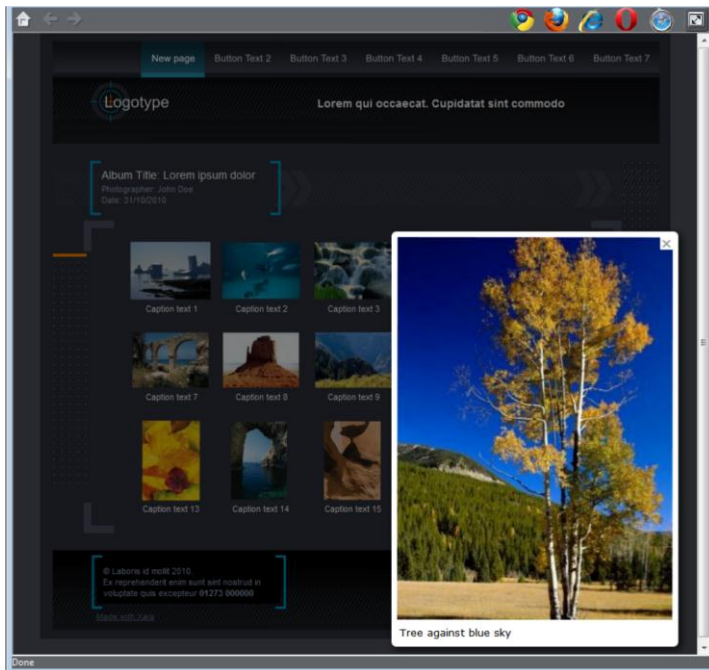 New page Button Text 2 Button Text 3 Button Text 4 Button Text 5 Button Text 6 Button Text 7
Logotype
Lorem qui occaecat. Cupidatat sint commodo
Album Title: Lorem ipsum dolor
Photographer: John Doe
Date: 31/10/2010
Caption text 1 Caption text 2 Caption text 3
Caption text 7 Caption text 8 Caption text 9
Caption text 13 Caption text 14 Caption text 15
Tree against blue sky
© Laboris id mollit 2010.
Ex reprehenderit enim sunt sint nostrud in
voluptate quis excepteur 01273 000000
Made with Xara
Done